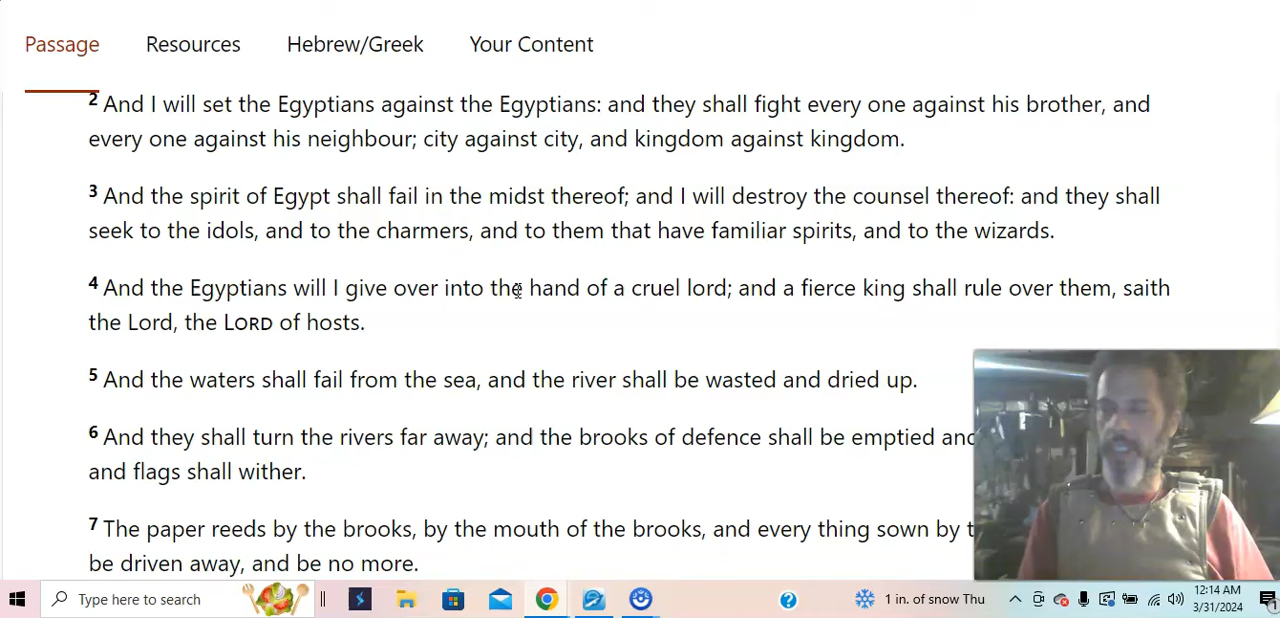 Passage Resources Hebrew/Greek Your Content
2 And I will set the Egyptians against the Egyptians: and they shall fight every one against his brother, and
every one against his neighbour; city against city, and kingdom against kingdom.
3 And the spirit of Egypt shall fail in the midst thereof; and I will destroy the counsel thereof: and they shall
seek to the idols, and to the charmers, and to them that have familiar spirits, and to the wizards.
4 And the Egyptians will I give over into the hand of a cruel lord; and a fierce king shall rule over them, saith
the Lord, the LORD of hosts.
5 And the waters shall fail from the sea, and the river shall be wasted and dried up.
6 And they shall turn the rivers far away; and the brooks of defence shall be emptied and
and flags shall wither.
7 The paper reeds by the brooks, by the mouth of the brooks, and every thing sown by t
be driven away, and be no more.
Type here to search 1 in. of snow Thu 12:14 AM
3/31/2024
1